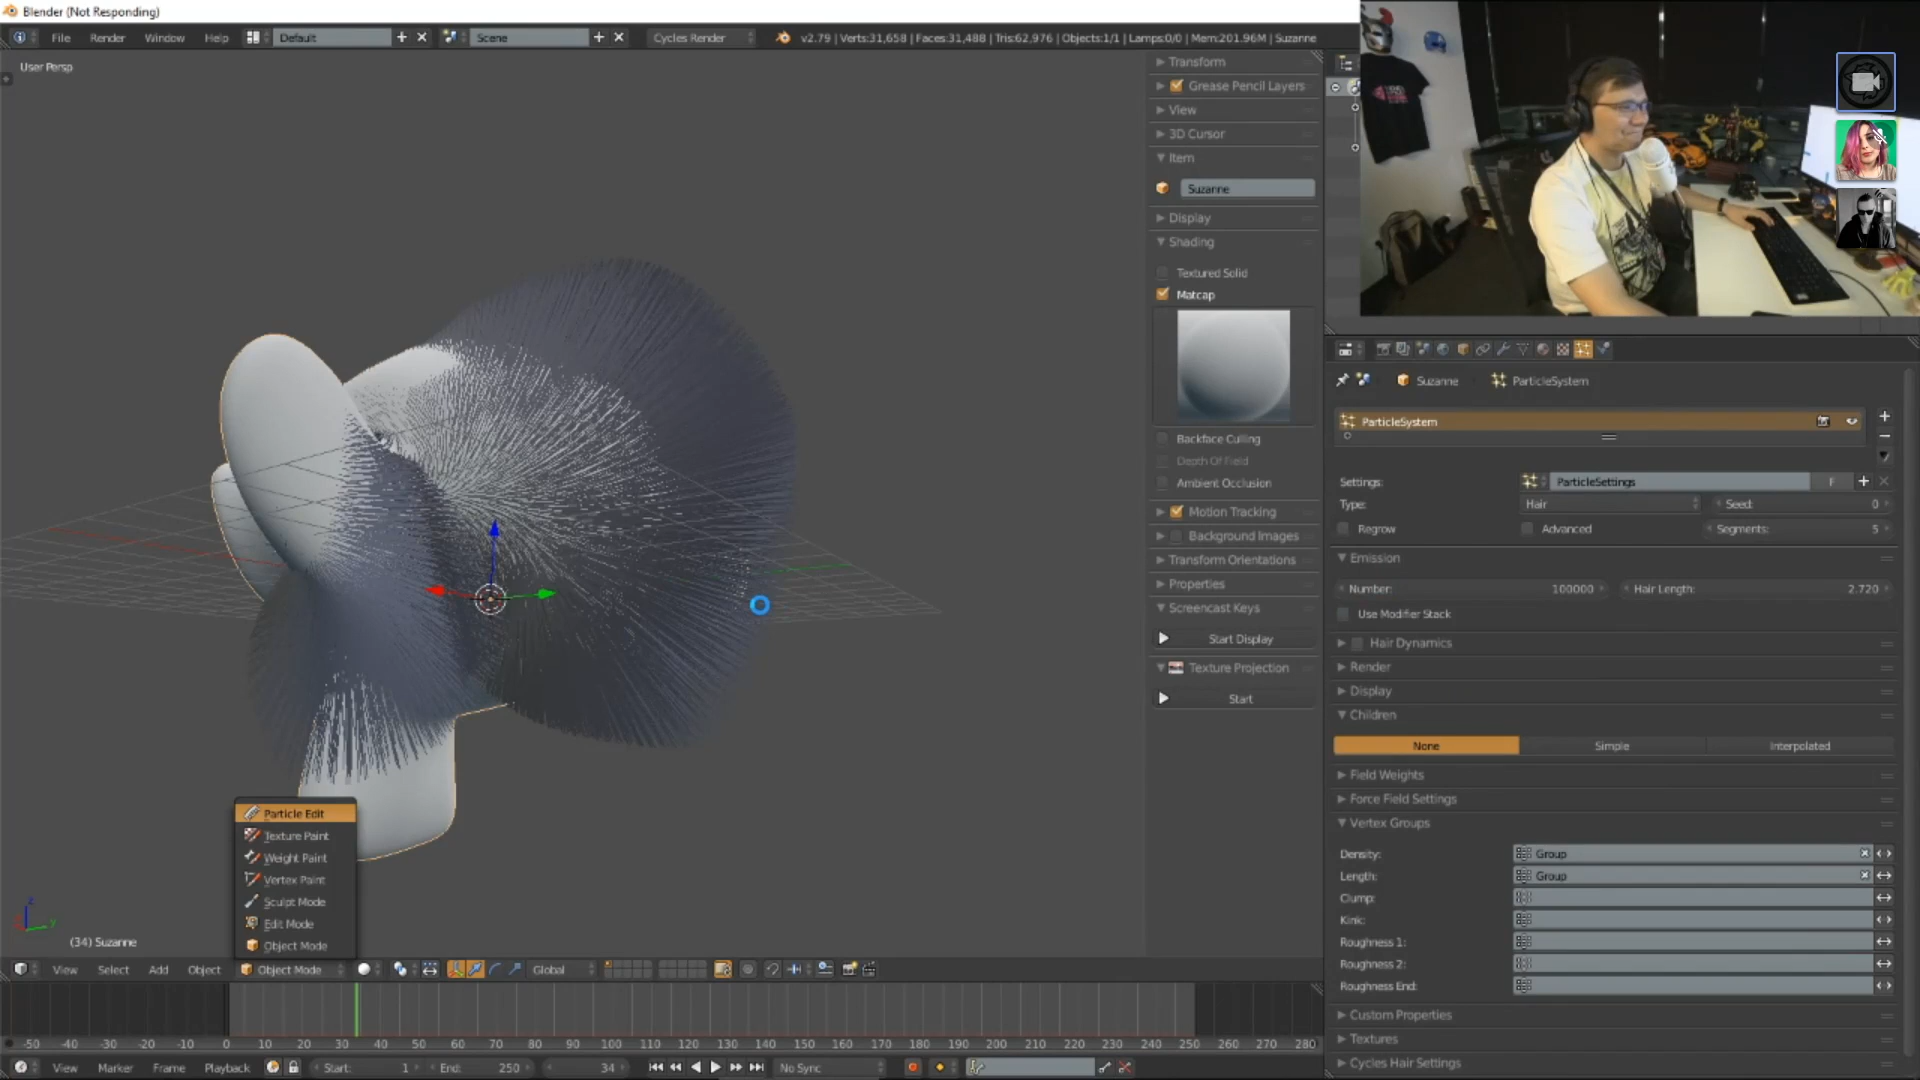 Blender (Not Responding)
File Render Window Help Default Scene Cycles Render v2.79 | Verts:31,658 | Faces:31,488 | Tris:62,976 | Objects:1/1 | Lamps:0/0 | Mem:201.96M | Suzanne
User Persp
Transform
Grease Pencil Layers
View
3D Cursor
Item
Suzanne
Display
Shading
Textured Solid
Matcap
Backface Culling
Depth Of Field
Ambient Occlusion
Motion Tracking
Background Images
Transform Orientations
Properties
Screencast Keys
Start Display
Texture Projection
Start
Suzanne ParticleSystem
ParticleSystem
Settings: ParticleSettings F
Type: Hair Seed: 0
Regrow Advanced Segments: 5
Emission
Number: 100000 Hair Length: 2.720
Use Modifier Stack
Hair Dynamics
Render
Display
Children
None Simple Interpolated
Field Weights
Force Field Settings
Vertex Groups
Density: Group
Length: Group
Clump:
Kink:
Roughness 1:
Roughness 2:
Roughness End:
Custom Properties
Textures
Cycles Hair Settings
Particle Edit
Texture Paint
Weight Paint
Vertex Paint
Sculpt Mode
Edit Mode
Object Mode
z
y
(34) Suzanne
View Select Add Object Object Mode Global
-50 -40 -30 -20 -10 0 10 20 30 40 50 60 70 80 90 100 110 120 130 140 150 160 170 180 190 200 210 220 230 240 250 260 270 280
View Marker Frame Playback Start: 1 End: 250 34 No Sync